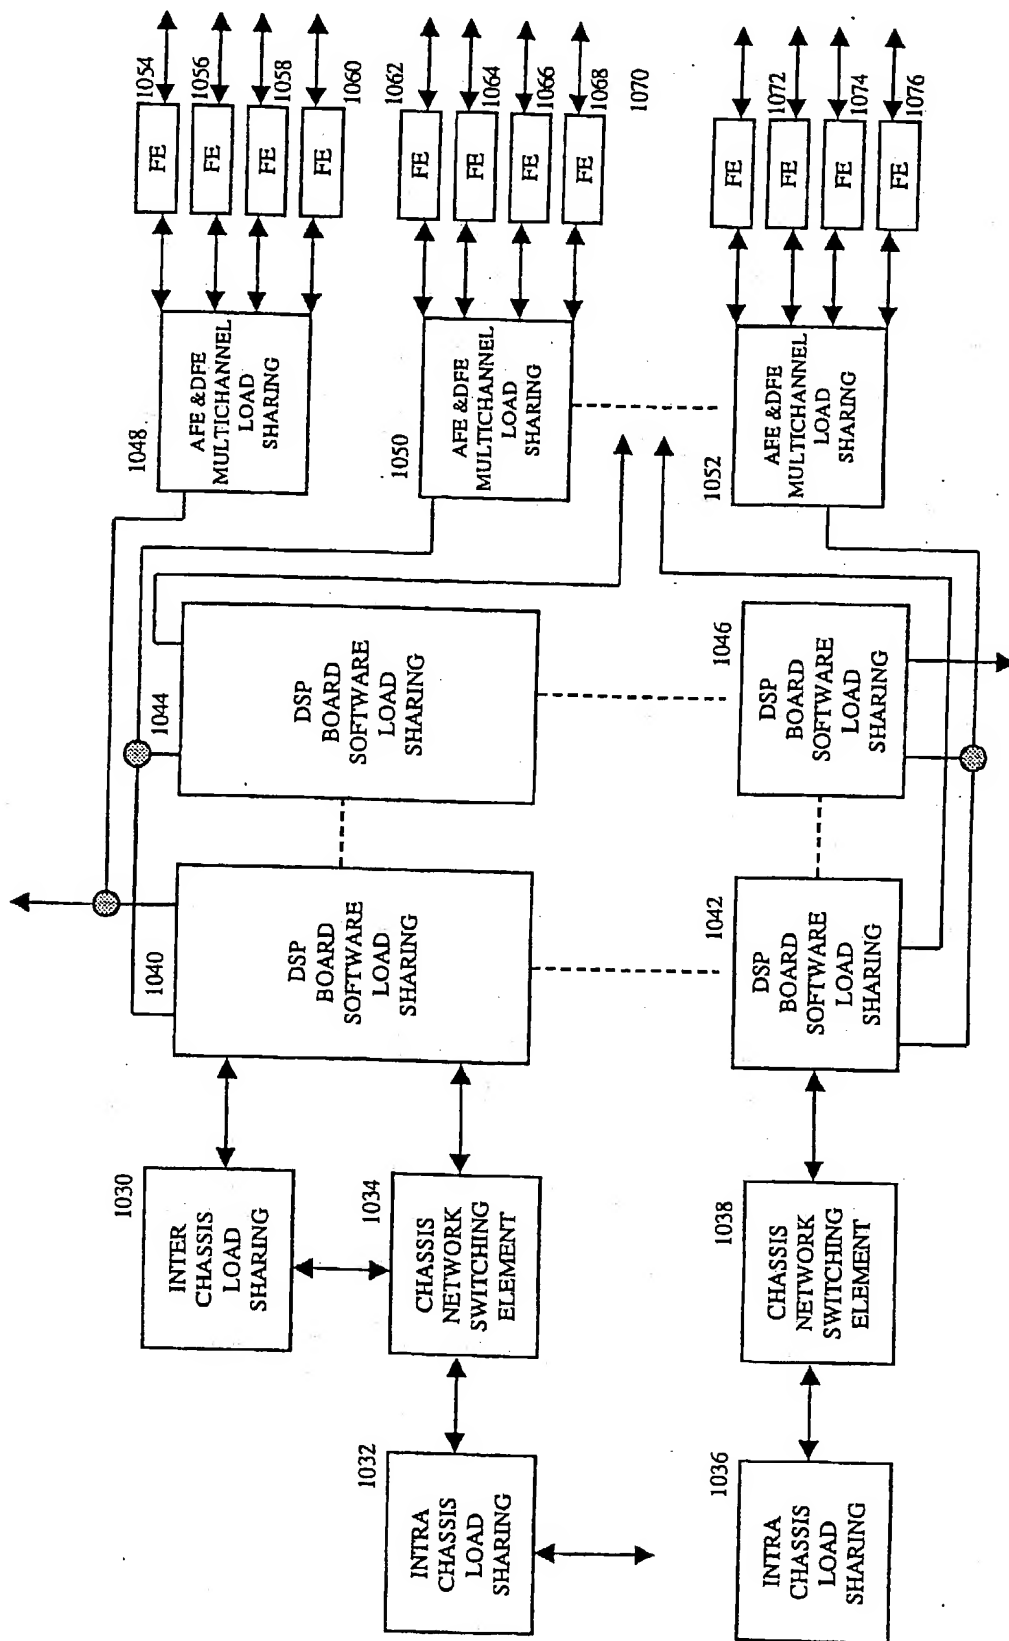 1030
INTER
CHASSIS
LOAD
SHARING
1032
INTRA
CHASSIS
LOAD
SHARING
1034
CHASSIS
NETWORK
SWITCHING
ELEMENT
1036
INTRA
CHASSIS
LOAD
SHARING
1038
CHASSIS
NETWORK
SWITCHING
ELEMENT
1040
DSP
BOARD
SOFTWARE
LOAD
SHARING
1042
DSP
BOARD
SOFTWARE
LOAD
SHARING
1044
DSP
BOARD
SOFTWARE
LOAD
SHARING
1046
DSP
BOARD
SOFTWARE
LOAD
SHARING
1048
AFE &DFE
MULTICHANNEL
LOAD
SHARING
1050
AFE &DFE
MULTICHANNEL
LOAD
SHARING
1052
AFE &DFE
MULTICHANNEL
LOAD
SHARING
FE
1054
FE
1056
FE
1058
FE
1060
FE
1062
FE
1064
FE
1066
FE
1068
1070
FE
FE
1072
FE
1074
FE
1076